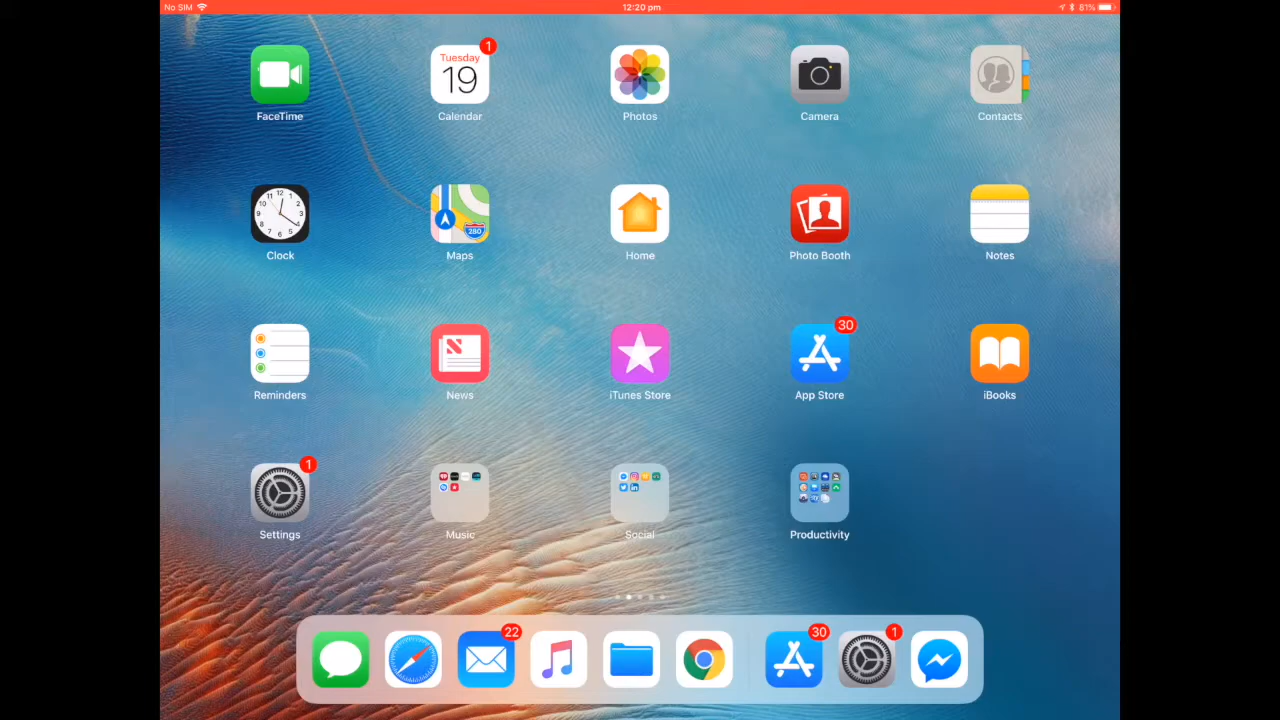 No SIM 12:20 pm 81%
1
Tuesday
19
FaceTime Calendar Photos Camera Contacts
280
Clock Maps Home Photo Booth Notes
30
Reminders News iTunes Store App Store iBooks
1
Settings Music Social Productivity
22 30 1